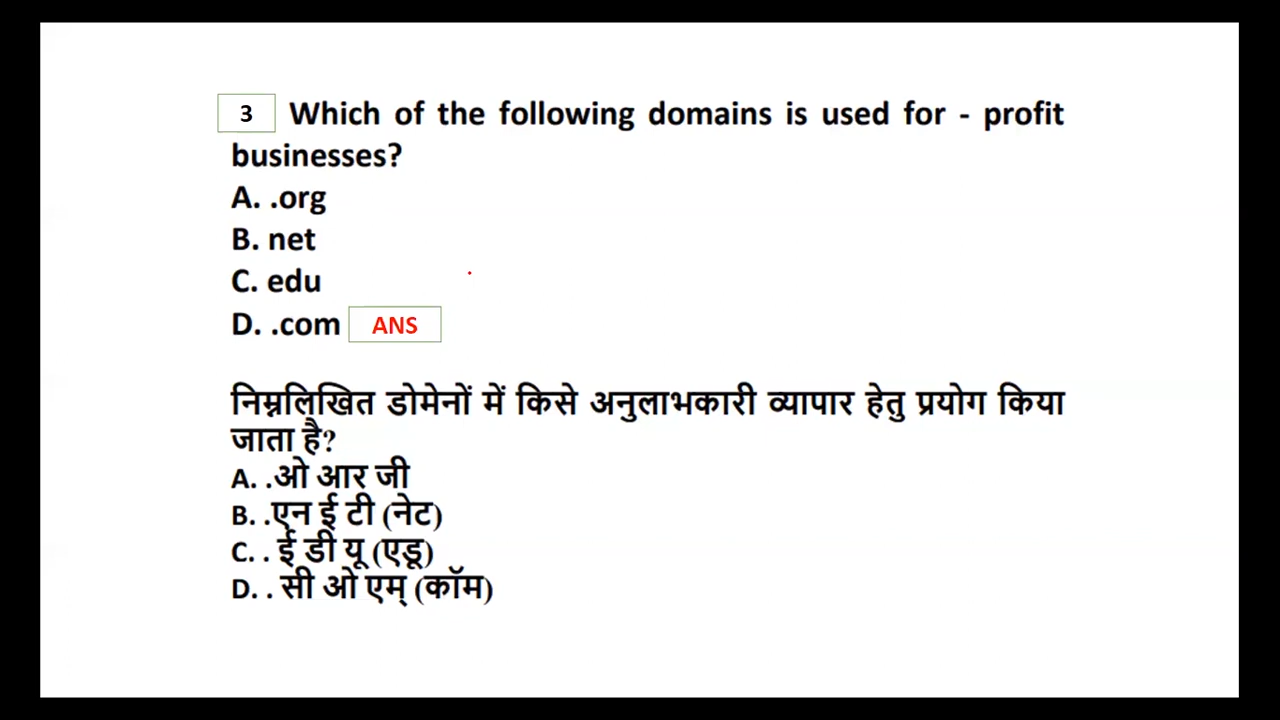 3 Which of the following domains is used for - profit
businesses?
A. .org
B. net
C. edu
D. .com ANS
निम्नलिखित डोमेनों में किसे अनुलाभकारी व्यापार हेतु प्रयोग किया
जाता है?
A. .ओ आर जी
B. .एन ई टी (नेट)
C. . ई डी यू (एडू)
D. . सी ओ एम् (कॉम)